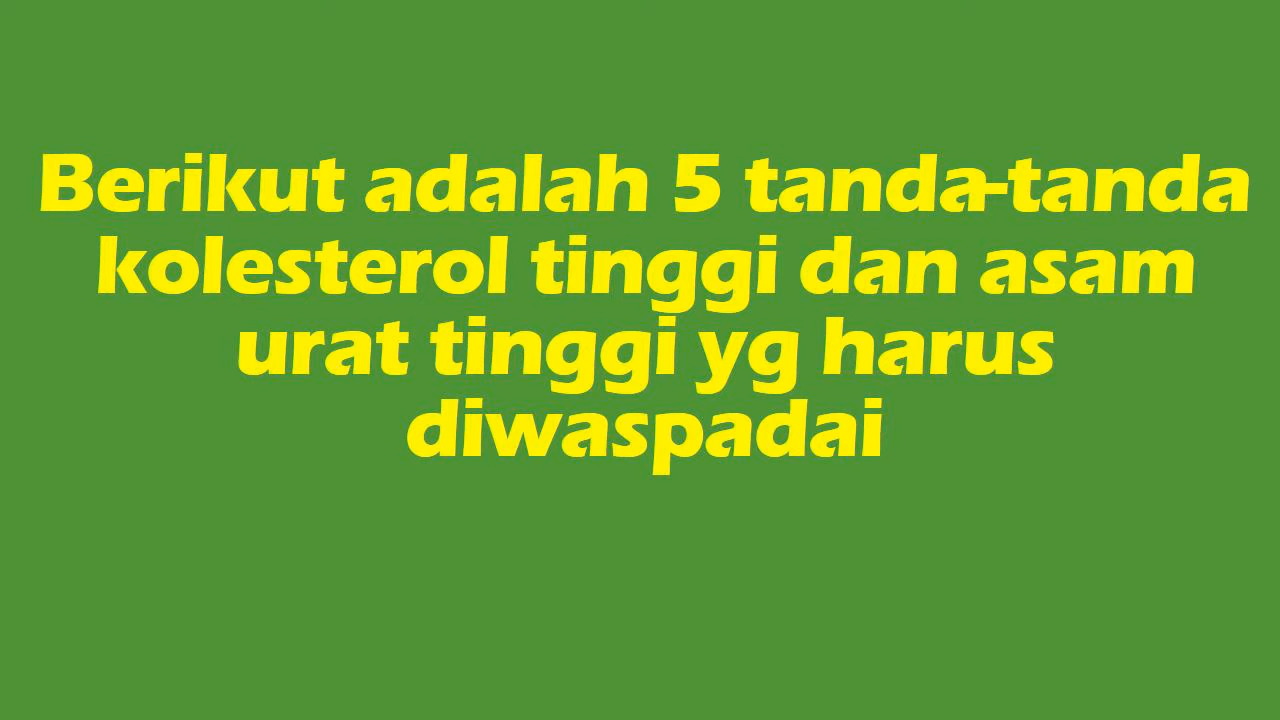 Berikut adalah 5 tanda-tanda
kolesterol tinggi dan asam
urat tinggi yg harus
diwaspadai